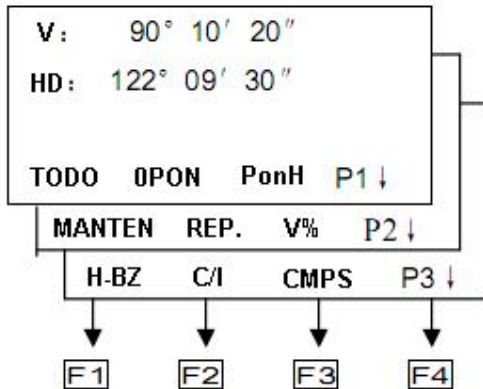 V: 90° 10′ 20″
HD: 122° 09′ 30″
TODO 0PON PonH P1↓
MANTEN REP. V% P2↓
H-BZ C/I CMPS P3↓
F1 F2 F3 F4